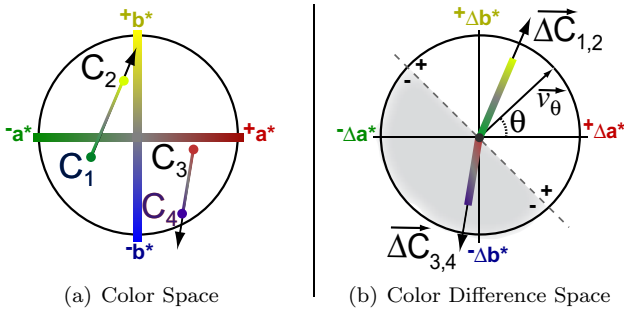 +b*
C2
-a*
+a*
C1
C3
C4
-b*
(a) Color Space
+Δb*
ΔC1,2
+
-
vθ
-Δa*
θ
+Δa*
+
-
ΔC3,4
-Δb*
(b) Color Difference Space